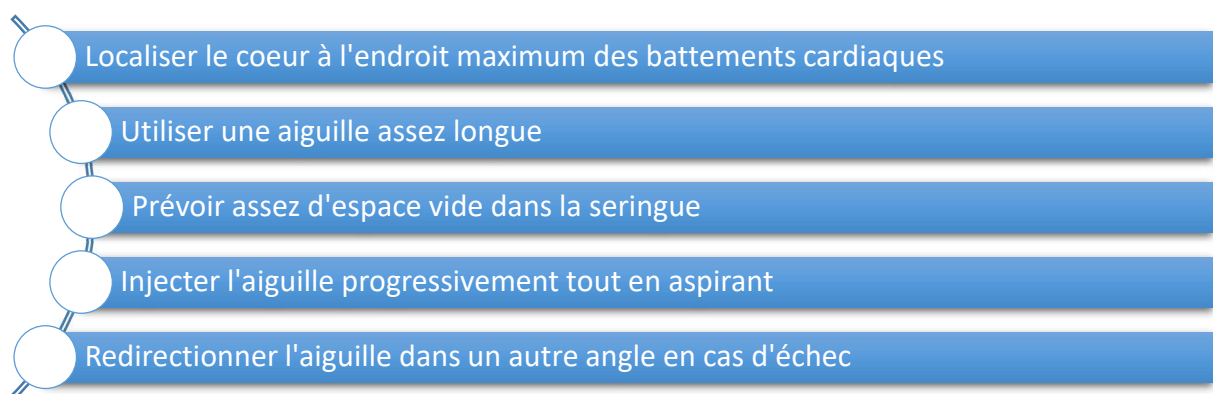 Localiser le coeur à l'endroit maximum des battements cardiaques
Utiliser une aiguille assez longue
Prévoir assez d'espace vide dans la seringue
Injecter l'aiguille progressivement tout en aspirant
Redirectionner l'aiguille dans un autre angle en cas d'échec